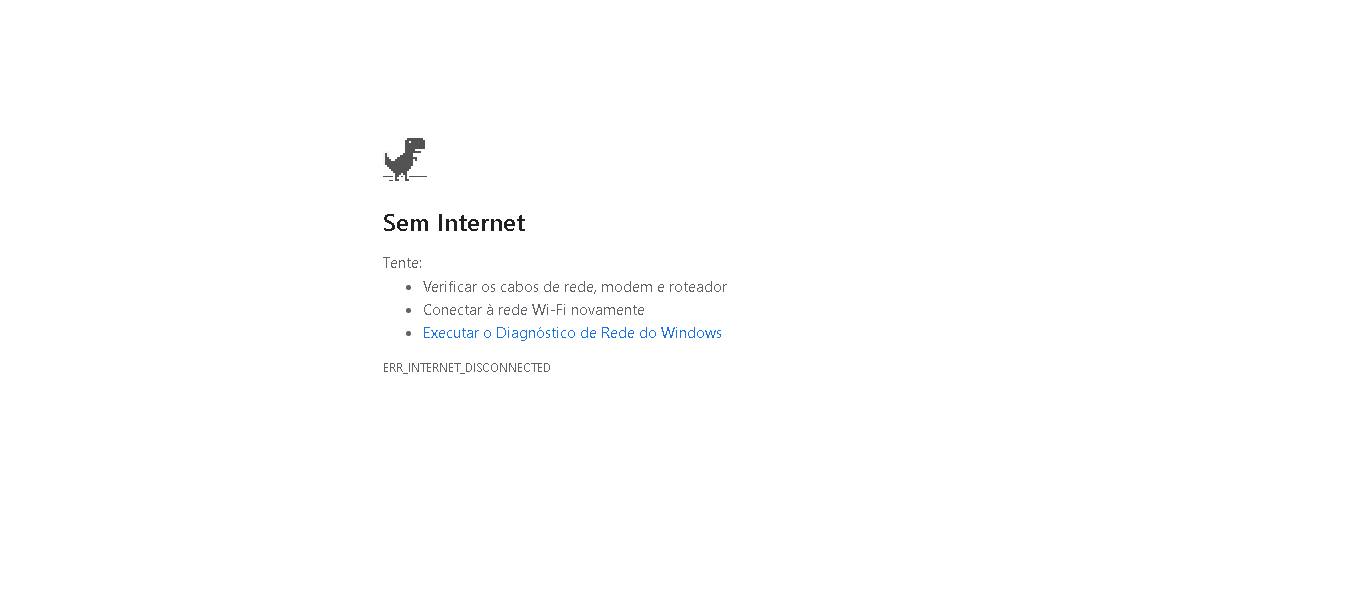 Sem Internet
Tente:
Verificar os cabos de rede, modem e roteador
Conectar à rede Wi-Fi novamente
Executar o Diagnóstico de Rede do Windows
ERR_INTERNET_DISCONNECTED